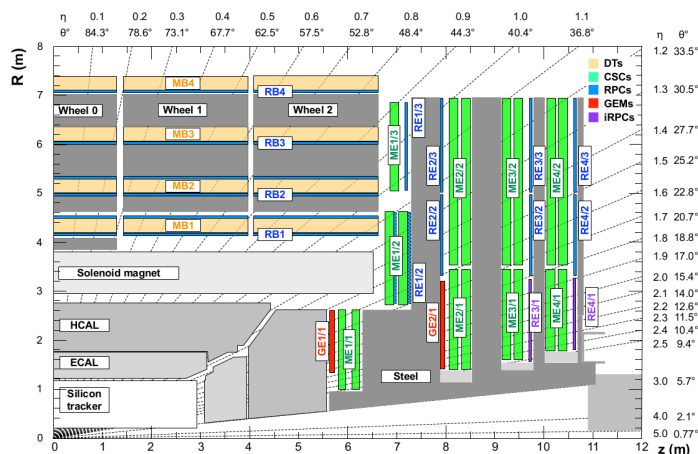 η 0.1 0.2 0.3 0.4 0.5 0.6 0.7 0.8 0.9 1.0 1.1 η θ°
θ° 84.3° 78.6° 73.1° 67.7° 62.5° 57.5° 52.8° 48.4° 44.3° 40.4° 36.8°
R (m)
8
7
6
5
4
3
2
1
0
1.2 33.5°
1.3 30.5°
1.4 27.7°
1.5 25.2°
1.6 22.8°
1.7 20.7°
1.8 18.8°
1.9 17.0°
2.0 15.4°
2.1 14.0°
2.2 12.6°
2.3 11.5°
2.4 10.4°
2.5 9.4°
3.0 5.7°
4.0 2.1°
5.0 0.77°
DTs
CSCs
RPCs
GEMs
iRPCs
MB4
RB4
Wheel 0
Wheel 1
Wheel 2
MB3
RB3
MB2
RB2
MB1
RB1
Solenoid magnet
HCAL
ECAL
Silicon
tracker
Steel
ME1/3
RE1/3
ME1/2
RE1/2
GE1/1
ME1/1
RE2/3
ME2/2
RE2/2
GE2/1
ME2/1
ME3/2
RE3/3
RE3/2
ME3/1
RE3/1
ME4/2
RE4/3
RE4/2
ME4/1
RE4/1
0 1 2 3 4 5 6 7 8 9 10 11 12
z (m)